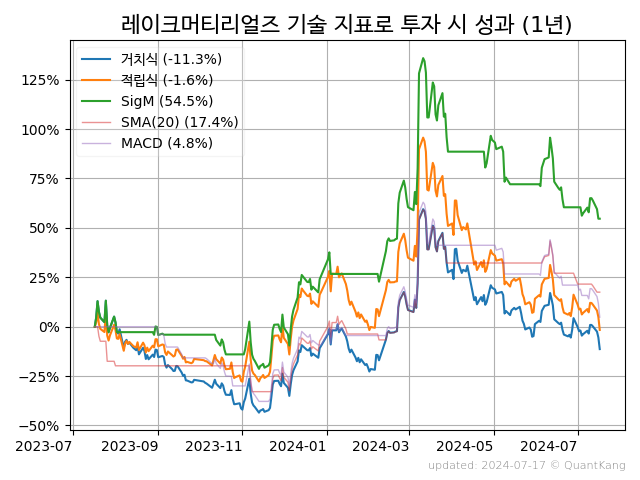 레이크머티리얼즈 기술 지표로 투자 시 성과 (1년)
거치식 (-11.3%)
적립식 (-1.6%)
SigM (54.5%)
SMA(20) (17.4%)
MACD (4.8%)
125%
100%
75%
50%
25%
0%
−25%
−50%
2023-07 2023-09 2023-11 2024-01 2024-03 2024-05 2024-07
updated: 2024-07-17 © QuantKang